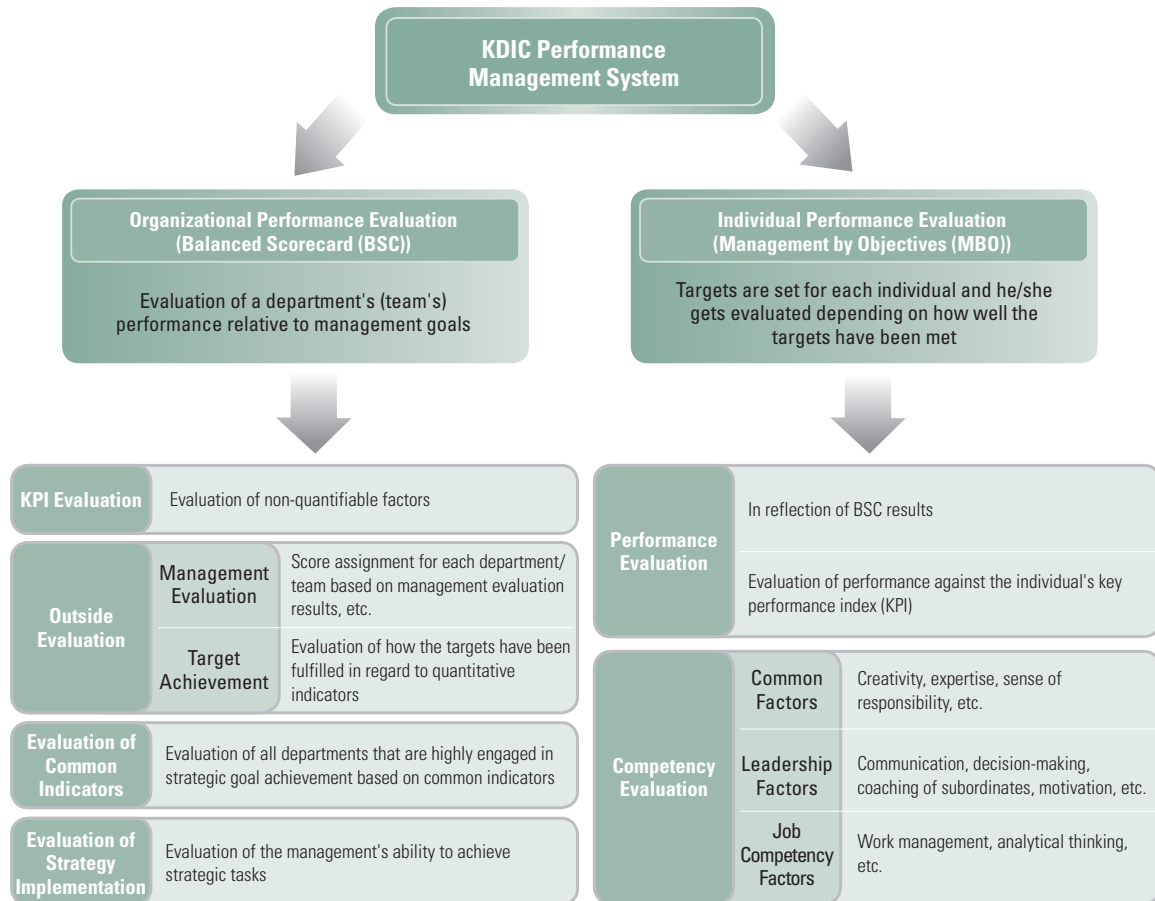 KDIC Performance
Management System
Organizational Performance Evaluation
(Balanced Scorecard (BSC))
Evaluation of a department's (team's)
performance relative to management goals
Individual Performance Evaluation
(Management by Objectives (MBO))
Targets are set for each individual and he/she
gets evaluated depending on how well the
targets have been met
KPI Evaluation
Evaluation of non-quantifiable factors
Outside
Evaluation
Management
Evaluation
Score assignment for each department/
team based on management evaluation
results, etc.
Target
Achievement
Evaluation of how the targets have been
fulfilled in regard to quantitative
indicators
Evaluation of
Common
Indicators
Evaluation of all departments that are highly engaged in
strategic goal achievement based on common indicators
Evaluation of
Strategy
Implementation
Evaluation of the management's ability to achieve
strategic tasks
Performance
Evaluation
In reflection of BSC results
Evaluation of performance against the individual's key
performance index (KPI)
Competency
Evaluation
Common
Factors
Creativity, expertise, sense of
responsibility, etc.
Leadership
Factors
Communication, decision-making,
coaching of subordinates, motivation, etc.
Job
Competency
Factors
Work management, analytical thinking,
etc.